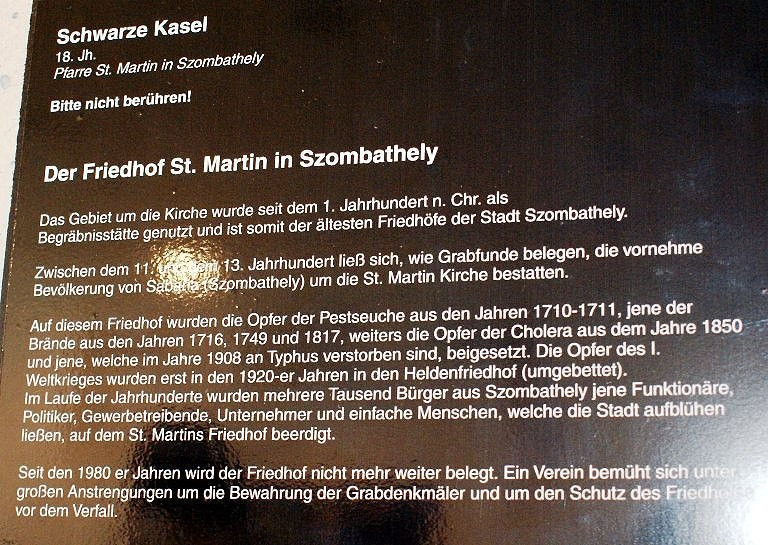 Schwarze Kasel
18. Jh.
Pfarre St. Martin in Szombathely
Bitte nicht berühren!
Der Friedhof St. Martin in Szombathely
Das Gebiet um die Kirche wurde seit dem 1. Jahrhundert n. Chr. als
Begräbnisstätte genutzt und ist somit der ältesten Friedhöfe der Stadt Szombathely.
Zwischen dem 11. und dem 13. Jahrhundert ließ sich, wie Grabfunde belegen, die vornehme
Bevölkerung von Sabaria (Szombathely) um die St. Martin Kirche bestatten.
Auf diesem Friedhof wurden die Opfer der Pestseuche aus den Jahren 1710-1711, jene der
Brände aus den Jahren 1716, 1749 und 1817, weiters die Opfer der Cholera aus dem Jahre 1850
und jene, welche im Jahre 1908 an Typhus verstorben sind, beigesetzt. Die Opfer des I.
Weltkrieges wurden erst in den 1920-er Jahren in den Heldenfriedhof (umgebettet).
Im Laufe der Jahrhunderte wurden mehrere Tausend Bürger aus Szombathely jene Funktionäre,
Politiker, Gewerbetreibende, Unternehmer und einfache Menschen, welche die Stadt aufblühen
ließen, auf dem St. Martins Friedhof beerdigt.
Seit den 1980 er Jahren wird der Friedhof nicht mehr weiter belegt. Ein Verein bemüht sich unter
großen Anstrengungen um die Bewahrung der Grabdenkmäler und um den Schutz des Friedhofes
vor dem Verfall.